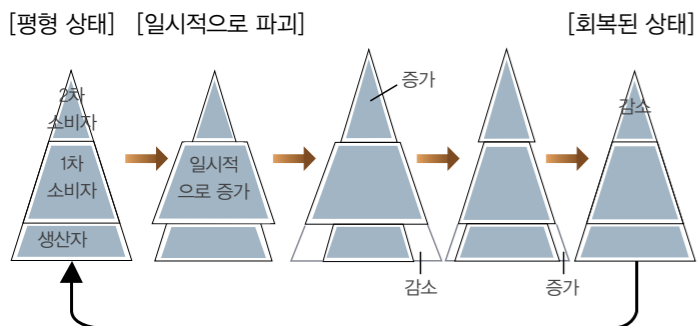 [평형 상태] [일시적으로 파괴] [회복된 상태]
2차
소비자
1차
소비자
생산자
일시적
으로 증가
증가
감소
감소
증가